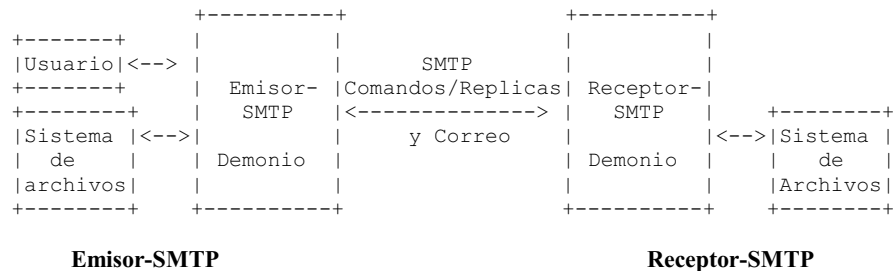 +----------+ +----------+
+-------+ | | | |
|Usuario|<--> | | SMTP | |
+-------+ | Emisor- |Comandos/Replicas| Receptor-|
+--------+ | SMTP |<--------------> | SMTP | +--------+
|Sistema |<-->| | y Correo | |<-->|Sistema |
| de | | Demonio | | Demonio | | de |
|archivos| | | | | |Archivos|
+--------+ +----------+ +----------+ +--------+
Emisor-SMTP Receptor-SMTP